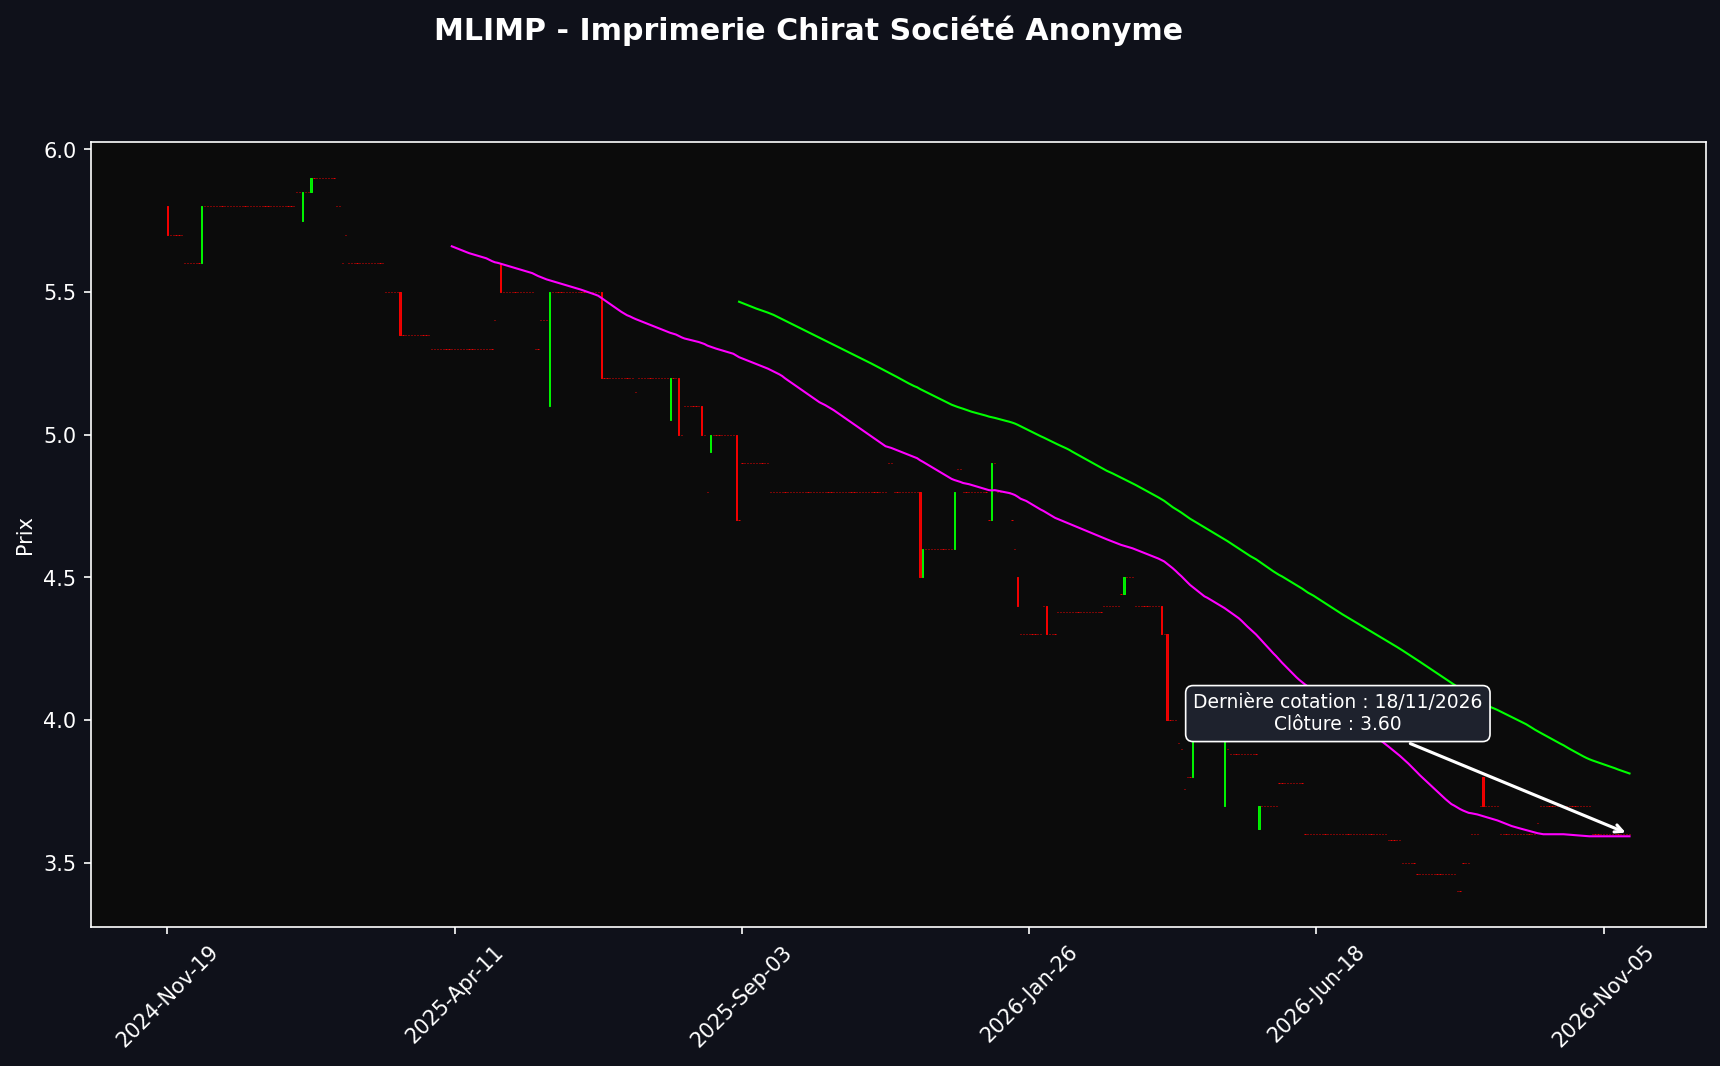 MLIMP - Imprimerie Chirat Société Anonyme
6.0
5.5
5.0
4.5
4.0
3.5
Prix
Dernière cotation : 18/11/2026
Clôture : 3.60
2024-Nov-19
2025-Apr-11
2025-Sep-03
2026-Jan-26
2026-Jun-18
2026-Nov-05